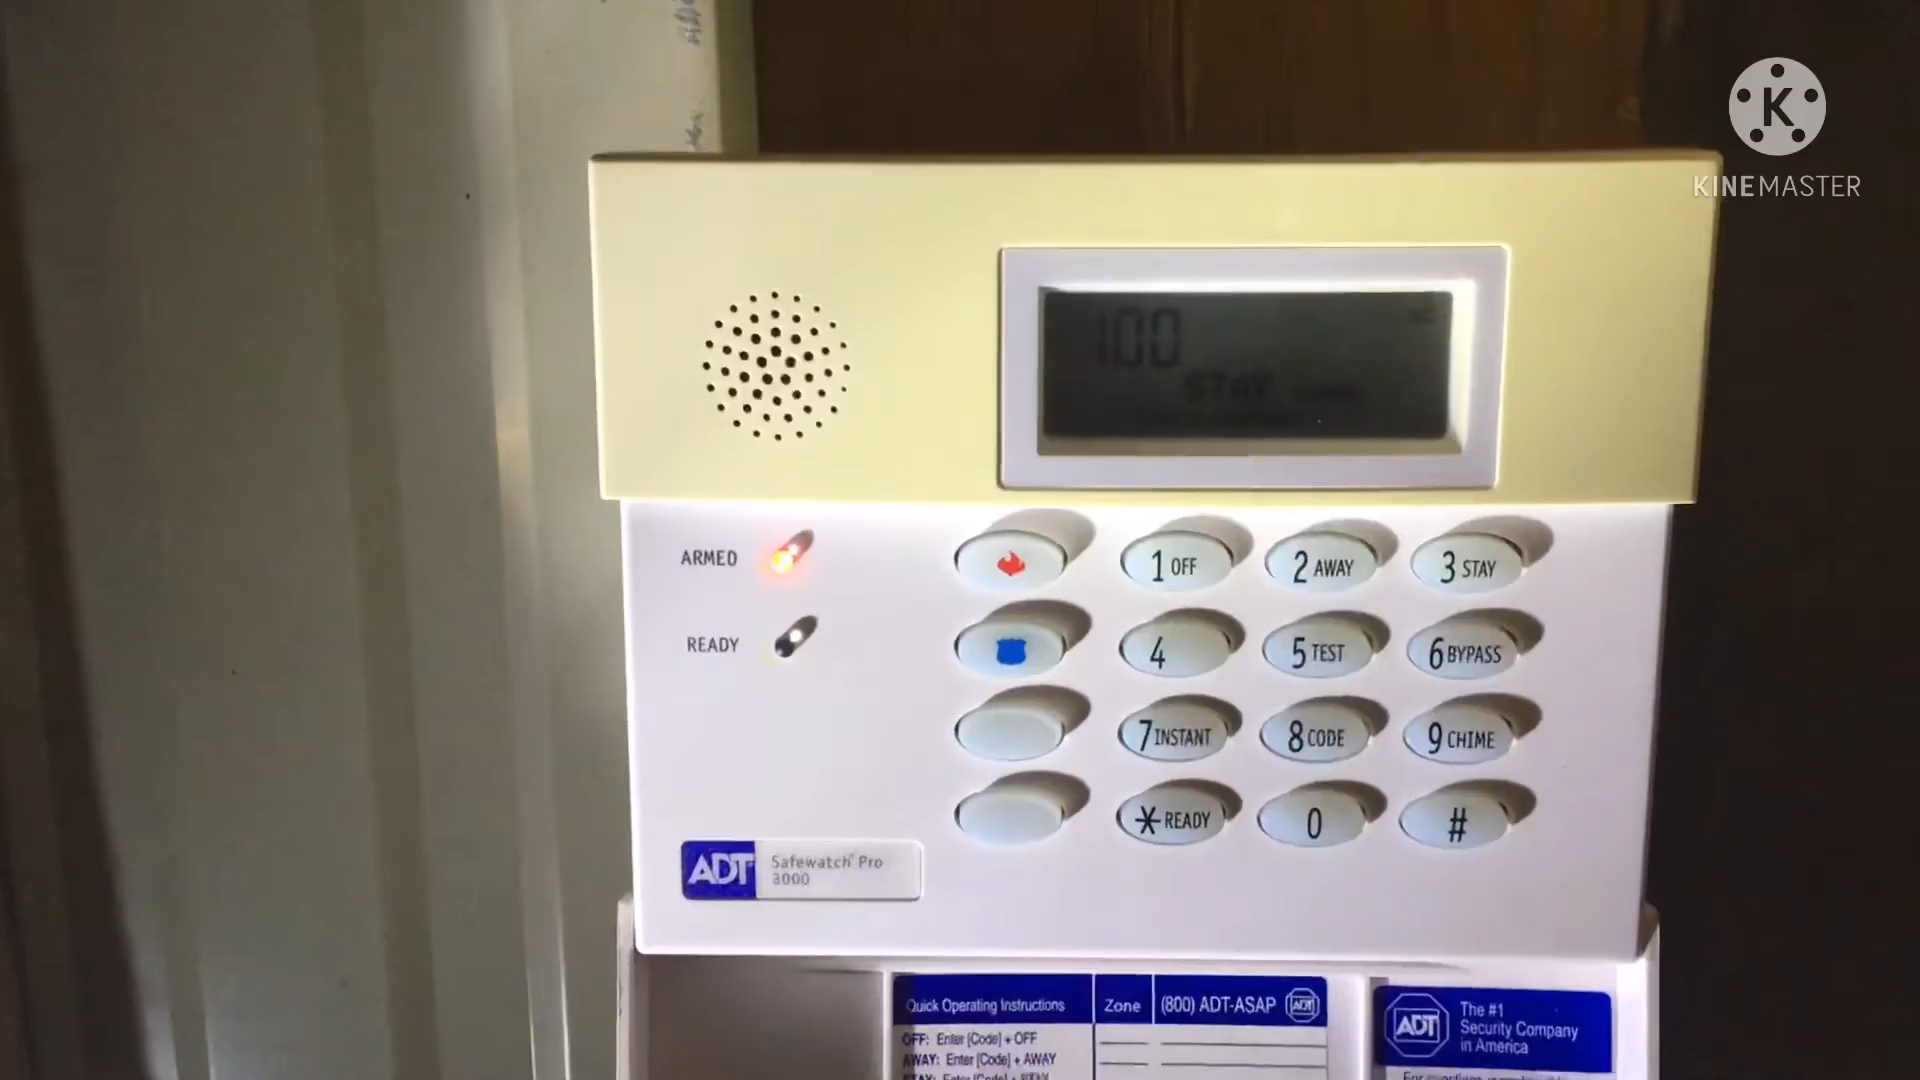 K
KINEMASTER
100
STAY
ARMED
READY
1 OFF
2 AWAY
3 STAY
4
5 TEST
6 BYPASS
7 INSTANT
8 CODE
9 CHIME
* READY
0
#
ADT Safewatch® Pro
3000
Quick Operating Instructions
OFF: Enter [Code] + OFF
AWAY: Enter [Code] + AWAY
Zone
(800) ADT-ASAP ADT
ADT
The #1
Security Company
in America